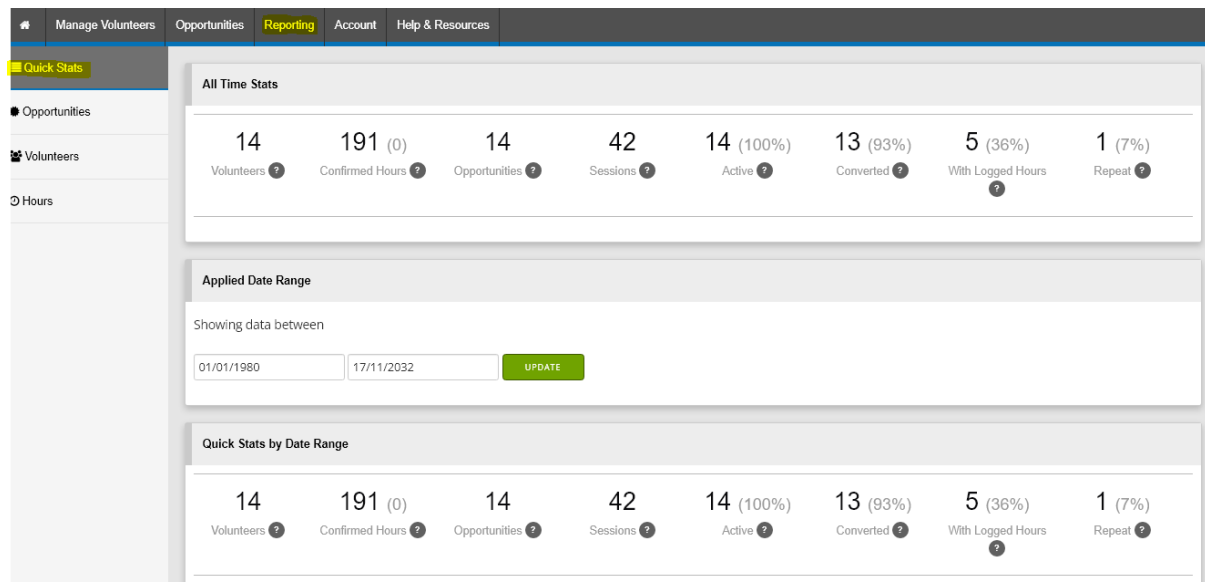 Manage Volunteers Opportunities Reporting Account Help & Resources
Quick Stats
Opportunities
Volunteers
Hours
All Time Stats
14 191 (0) 14 42 14 (100%) 13 (93%) 5 (36%) 1 (7%)
Volunteers ? Confirmed Hours ? Opportunities ? Sessions ? Active ? Converted ? With Logged Hours Repeat ?
?
Applied Date Range
Showing data between
01/01/1980 17/11/2032 UPDATE
Quick Stats by Date Range
14 191 (0) 14 42 14 (100%) 13 (93%) 5 (36%) 1 (7%)
Volunteers ? Confirmed Hours ? Opportunities ? Sessions ? Active ? Converted ? With Logged Hours Repeat ?
?